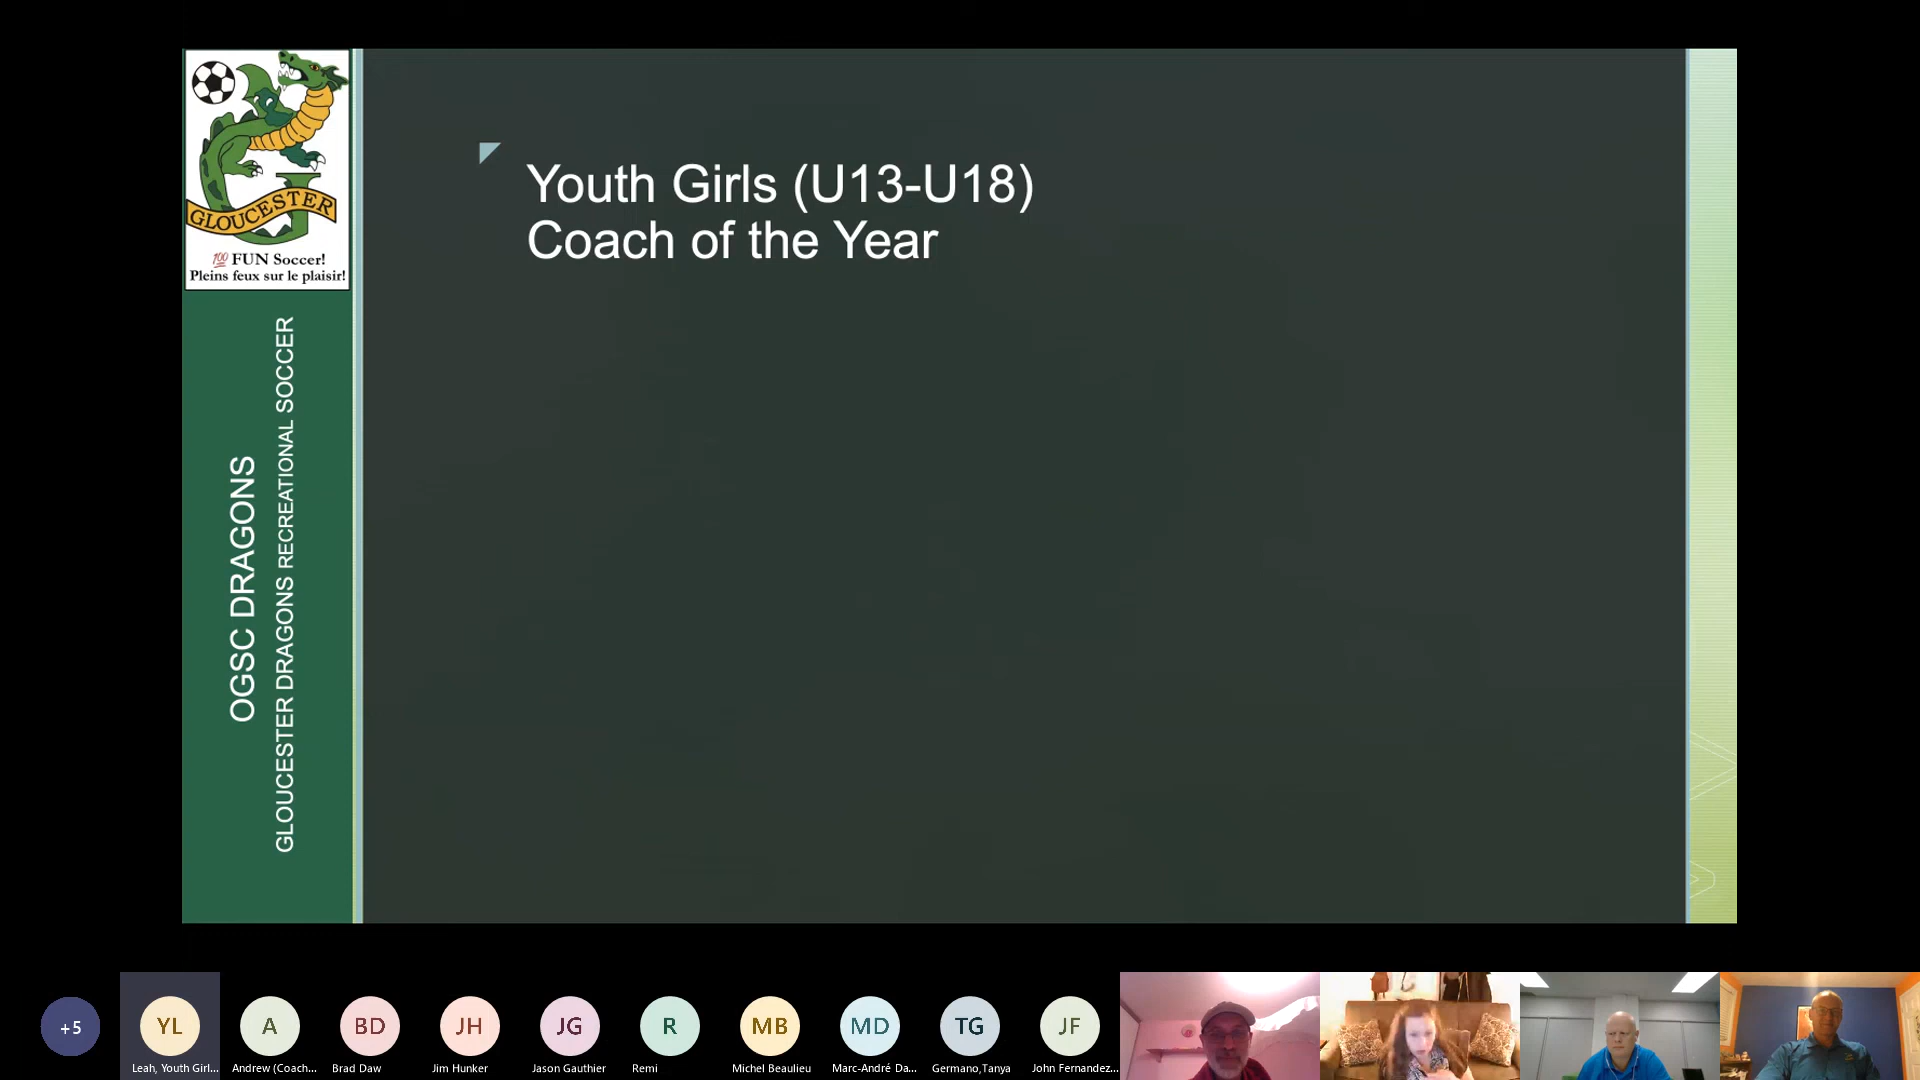 GLOUCESTER
100 FUN Soccer!
Pleins feux sur le plaisir!
OGSC DRAGONS
GLOUCESTER DRAGONS RECREATIONAL SOCCER
Youth Girls (U13-U18)
Coach of the Year
+5
YL
A
BD
JH
JG
R
MB
MD
TG
JF
Leah, Youth Girl...
Andrew (Coach...
Brad Daw
Jim Hunker
Jason Gauthier
Remi
Michel Beaulieu
Marc-André Da...
Germano,Tanya
John Fernandez...